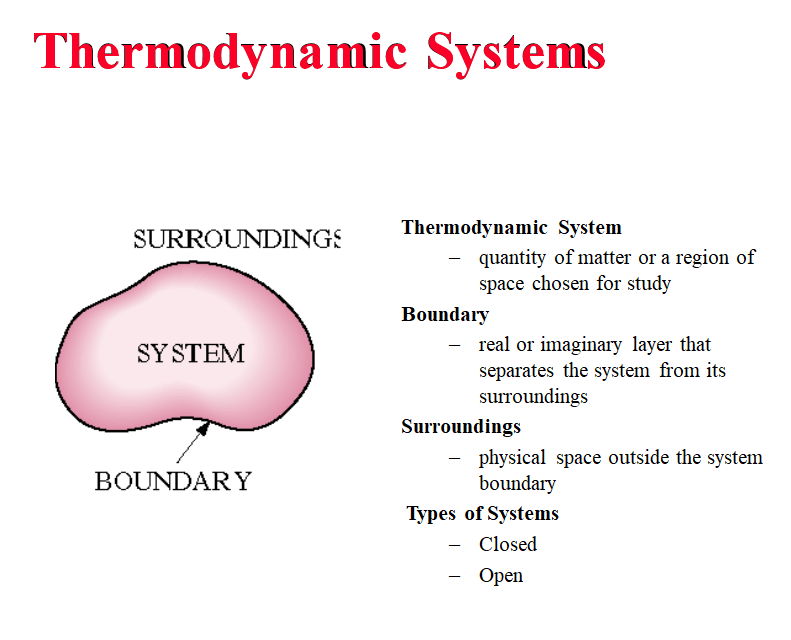 Thermodynamic Systems
SURROUNDINGS
SYSTEM
BOUNDARY
Thermodynamic System
– quantity of matter or a region of
space chosen for study
Boundary
– real or imaginary layer that
separates the system from its
surroundings
Surroundings
– physical space outside the system
boundary
Types of Systems
– Closed
– Open